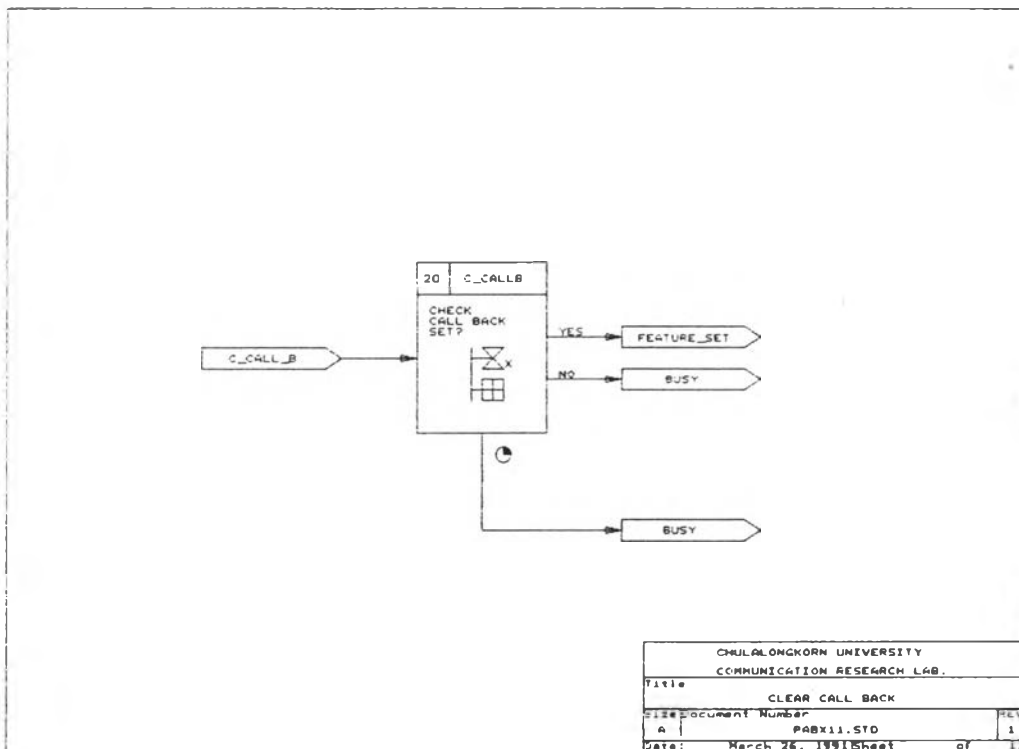 20 C_CALLB
CHECK
CALL BACK
SET?
YES
FEATURE_SET
C_CALL_B
X
NO
BUSY
BUSY
CHULALONGKORN UNIVERSITY
COMMUNICATION RESEARCH LAB.
Title
CLEAR CALL BACK
Size Document Number REV
A PABX11.STD 1
Date: March 26, 1991 Sheet of